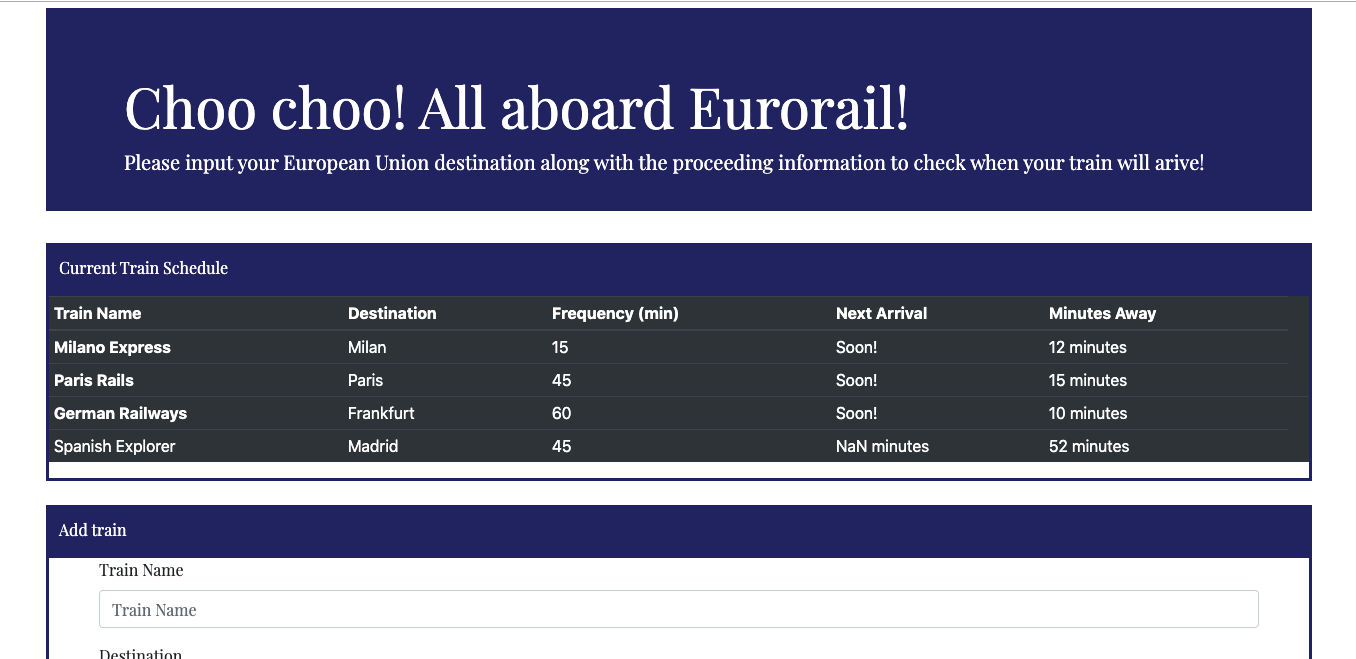 Choo choo! All aboard Eurorail!
Please input your European Union destination along with the proceeding information to check when your train will arive!
Current Train Schedule
Train Name Destination Frequency (min) Next Arrival Minutes Away
Milano Express Milan 15 Soon! 12 minutes
Paris Rails Paris 45 Soon! 15 minutes
German Railways Frankfurt 60 Soon! 10 minutes
Spanish Explorer Madrid 45 NaN minutes 52 minutes
Add train
Train Name
Train Name
Destination